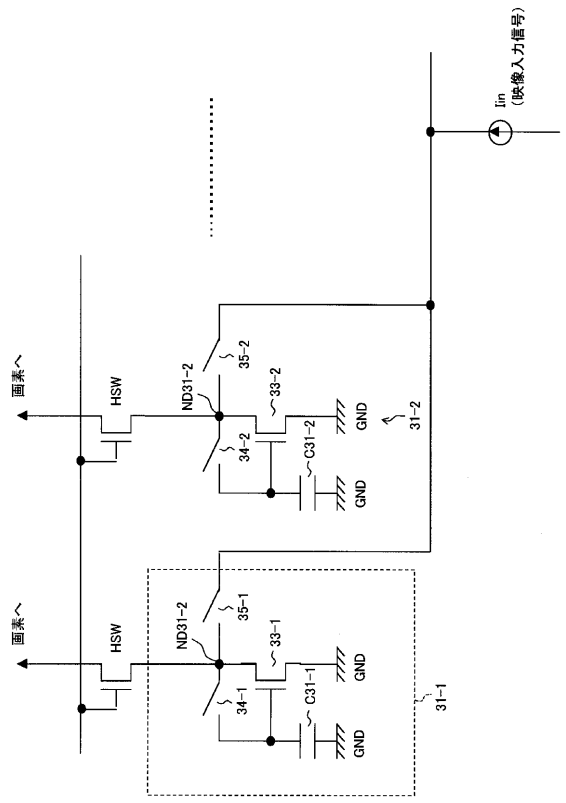 画素へ
画素へ
HSW
HSW
ND31-2
ND31-2
34-1
35-1
34-2
35-2
C31-1
33-1
C31-2
33-2
GND
GND
GND
GND
31-1
31-2
Iin
(映像入力信号)